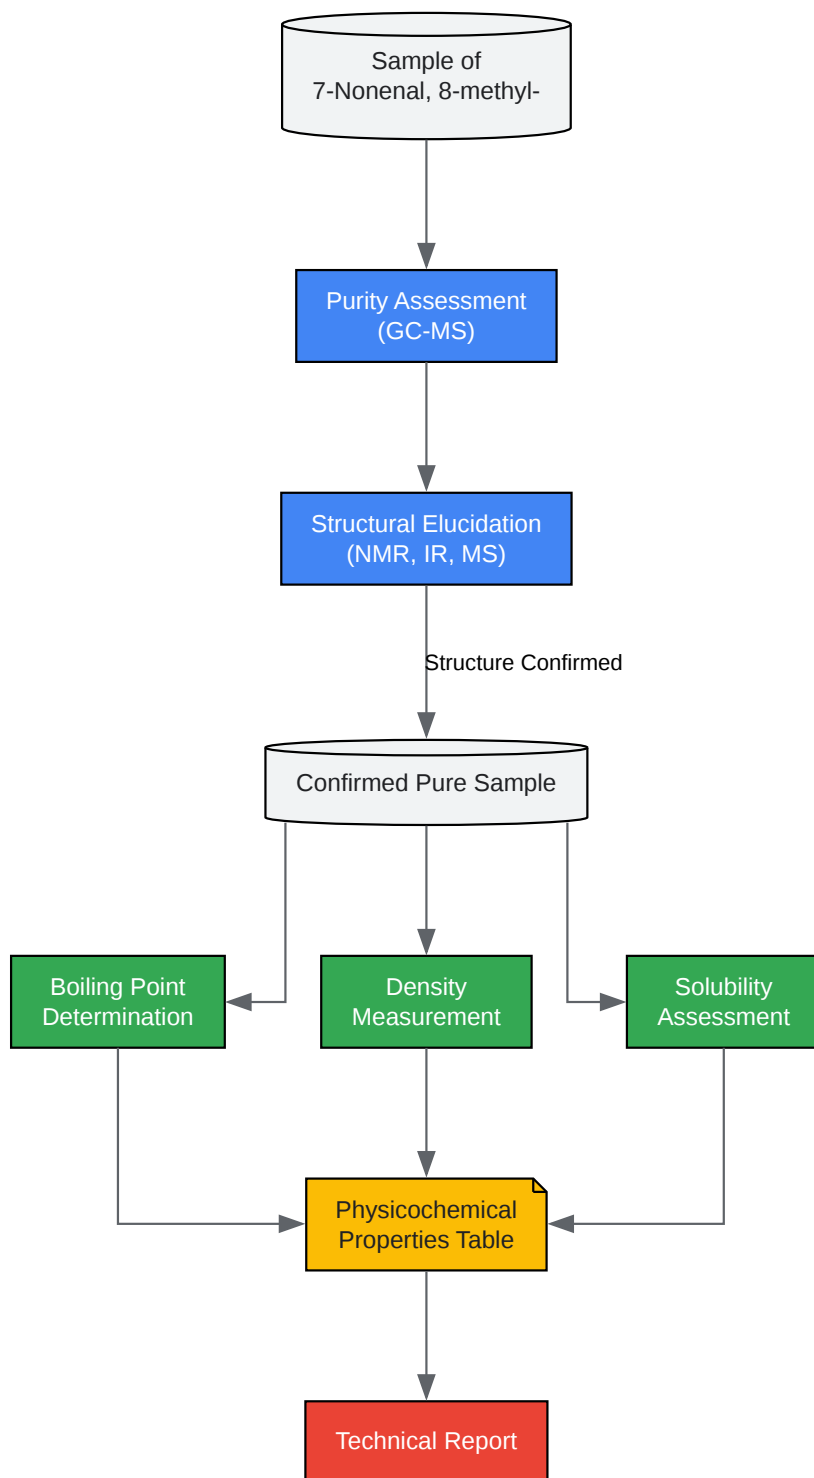 Sample of
7-Nonenal, 8-methyl-
Purity Assessment
(GC-MS)
Structural Elucidation
(NMR, IR, MS)
Structure Confirmed
Confirmed Pure Sample
Boiling Point
Determination
Density
Measurement
Solubility
Assessment
Physicochemical
Properties Table
Technical Report